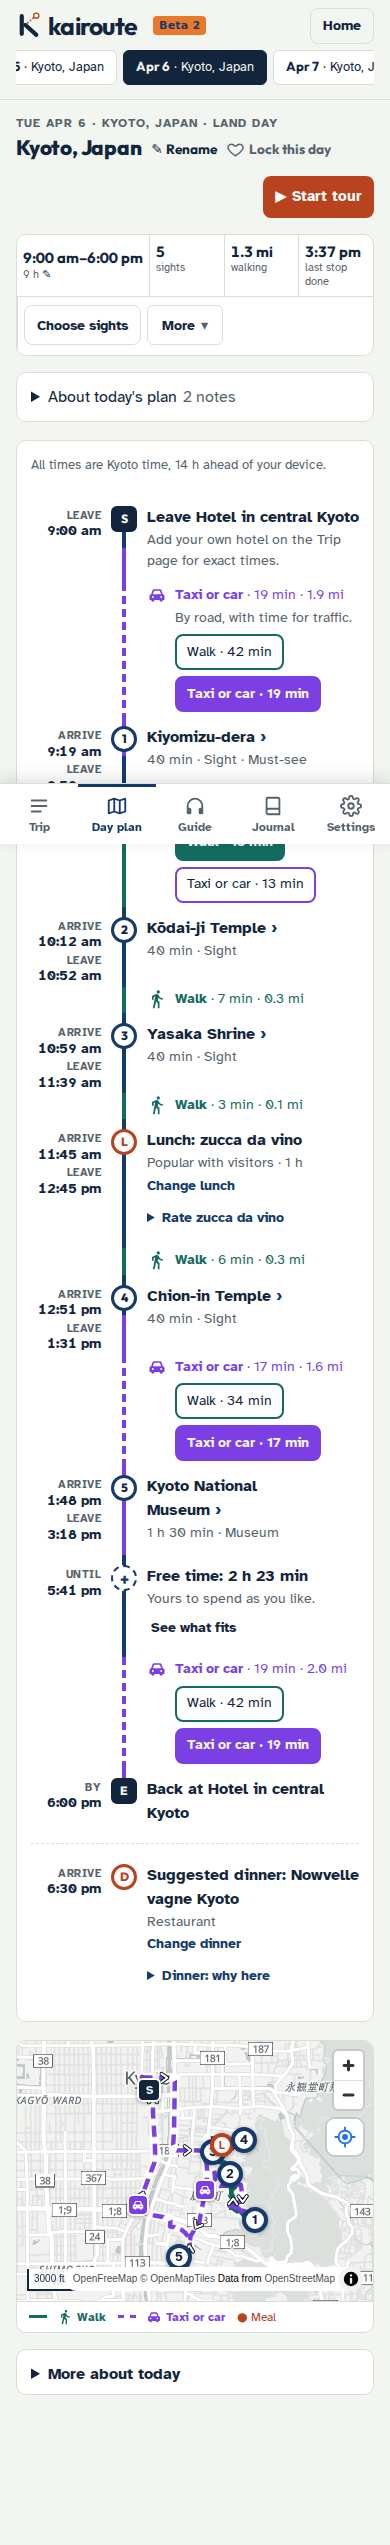 kairoute Beta 2 Home
Kyoto, Japan Apr 6 · Kyoto, Japan Apr 7 · Kyoto, J
TUE APR 6 · KYOTO, JAPAN · LAND DAY
Kyoto, Japan ✎ Rename Lock this day
▶ Start tour
9:00 am–6:00 pm 5 1.3 mi 3:37 pm
9 h ✎ sights walking last stop
done
Choose sights More ▾
▶ About today's plan 2 notes
All times are Kyoto time, 14 h ahead of your device.
LEAVE S Leave Hotel in central Kyoto
9:00 am Add your own hotel on the Trip
page for exact times.
Taxi or car · 19 min · 1.9 mi
By road, with time for traffic.
Walk · 42 min
Taxi or car · 19 min
ARRIVE 1 Kiyomizu-dera ›
9:19 am 40 min · Sight · Must-see
LEAVE
Trip Day plan Guide Journal Settings
Taxi or car · 13 min
ARRIVE 2 Kōdai-ji Temple ›
10:12 am 40 min · Sight
LEAVE
10:52 am
Walk · 7 min · 0.3 mi
ARRIVE 3 Yasaka Shrine ›
10:59 am 40 min · Sight
LEAVE
11:39 am
Walk · 3 min · 0.1 mi
ARRIVE L Lunch: zucca da vino
11:45 am Popular with visitors · 1 h
LEAVE
12:45 pm Change lunch
▶ Rate zucca da vino
Walk · 6 min · 0.3 mi
ARRIVE 4 Chion-in Temple ›
12:51 pm 40 min · Sight
LEAVE
1:31 pm
Taxi or car · 17 min · 1.6 mi
Walk · 34 min
Taxi or car · 17 min
ARRIVE 5 Kyoto National
1:48 pm Museum ›
LEAVE
3:18 pm 1 h 30 min · Museum
UNTIL + Free time: 2 h 23 min
5:41 pm Yours to spend as you like.
See what fits
Taxi or car · 19 min · 2.0 mi
Walk · 42 min
Taxi or car · 19 min
BY E Back at Hotel in central
6:00 pm Kyoto
ARRIVE D Suggested dinner: Nowvelle
6:30 pm vagne Kyoto
Restaurant
Change dinner
▶ Dinner: why here
38 181 187
KAGYŌ WARD S
L 4
38 367 2
1;9 1;8 1 143
24 1;8
113 5
3000 ft OpenFreeMap © OpenMapTiles Data from OpenStreetMap
Walk Taxi or car Meal
▶ More about today